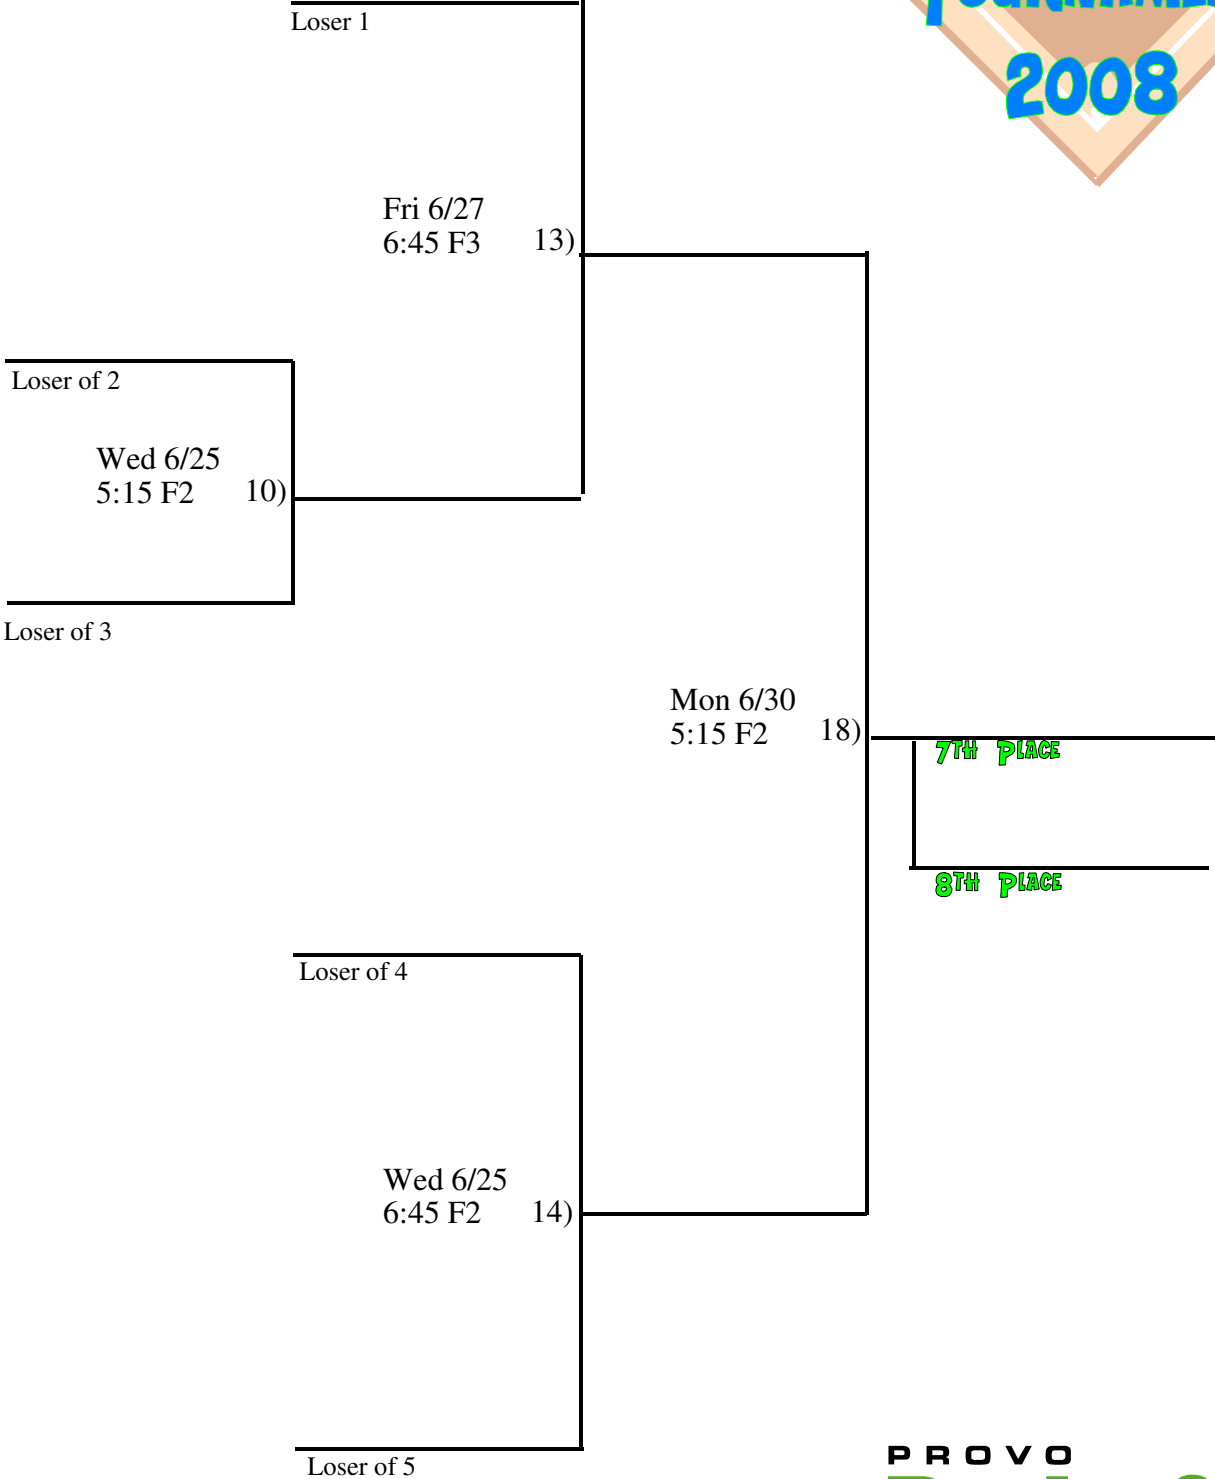 Loser 1
2008
Fri 6/27
6:45 F3
13)
Loser of 2
Wed 6/25
5:15 F2
10)
Loser of 3
Mon 6/30
5:15 F2
18)
7th Place
8th Place
Loser of 4
Wed 6/25
6:45 F2
14)
PROVO
Loser of 5